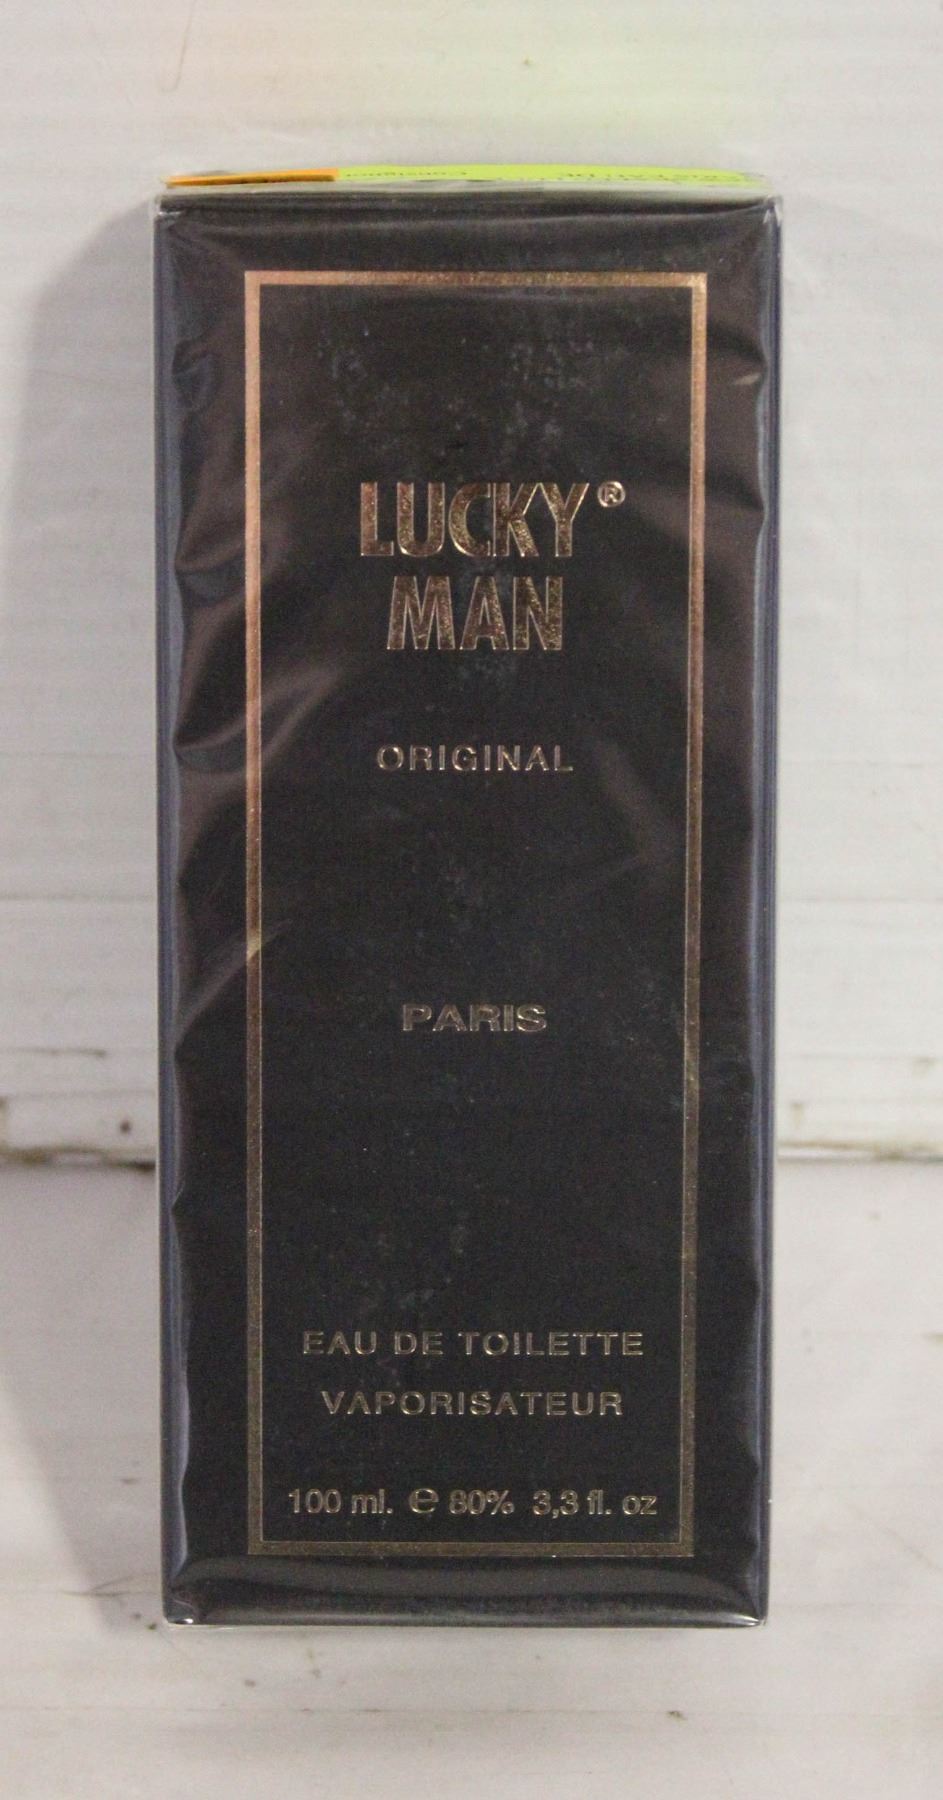 LUCKY®
MAN
ORIGINAL
PARIS
EAU DE TOILETTE
VAPORISATEUR
100 ml. ℮ 80% 3,3 fl. oz